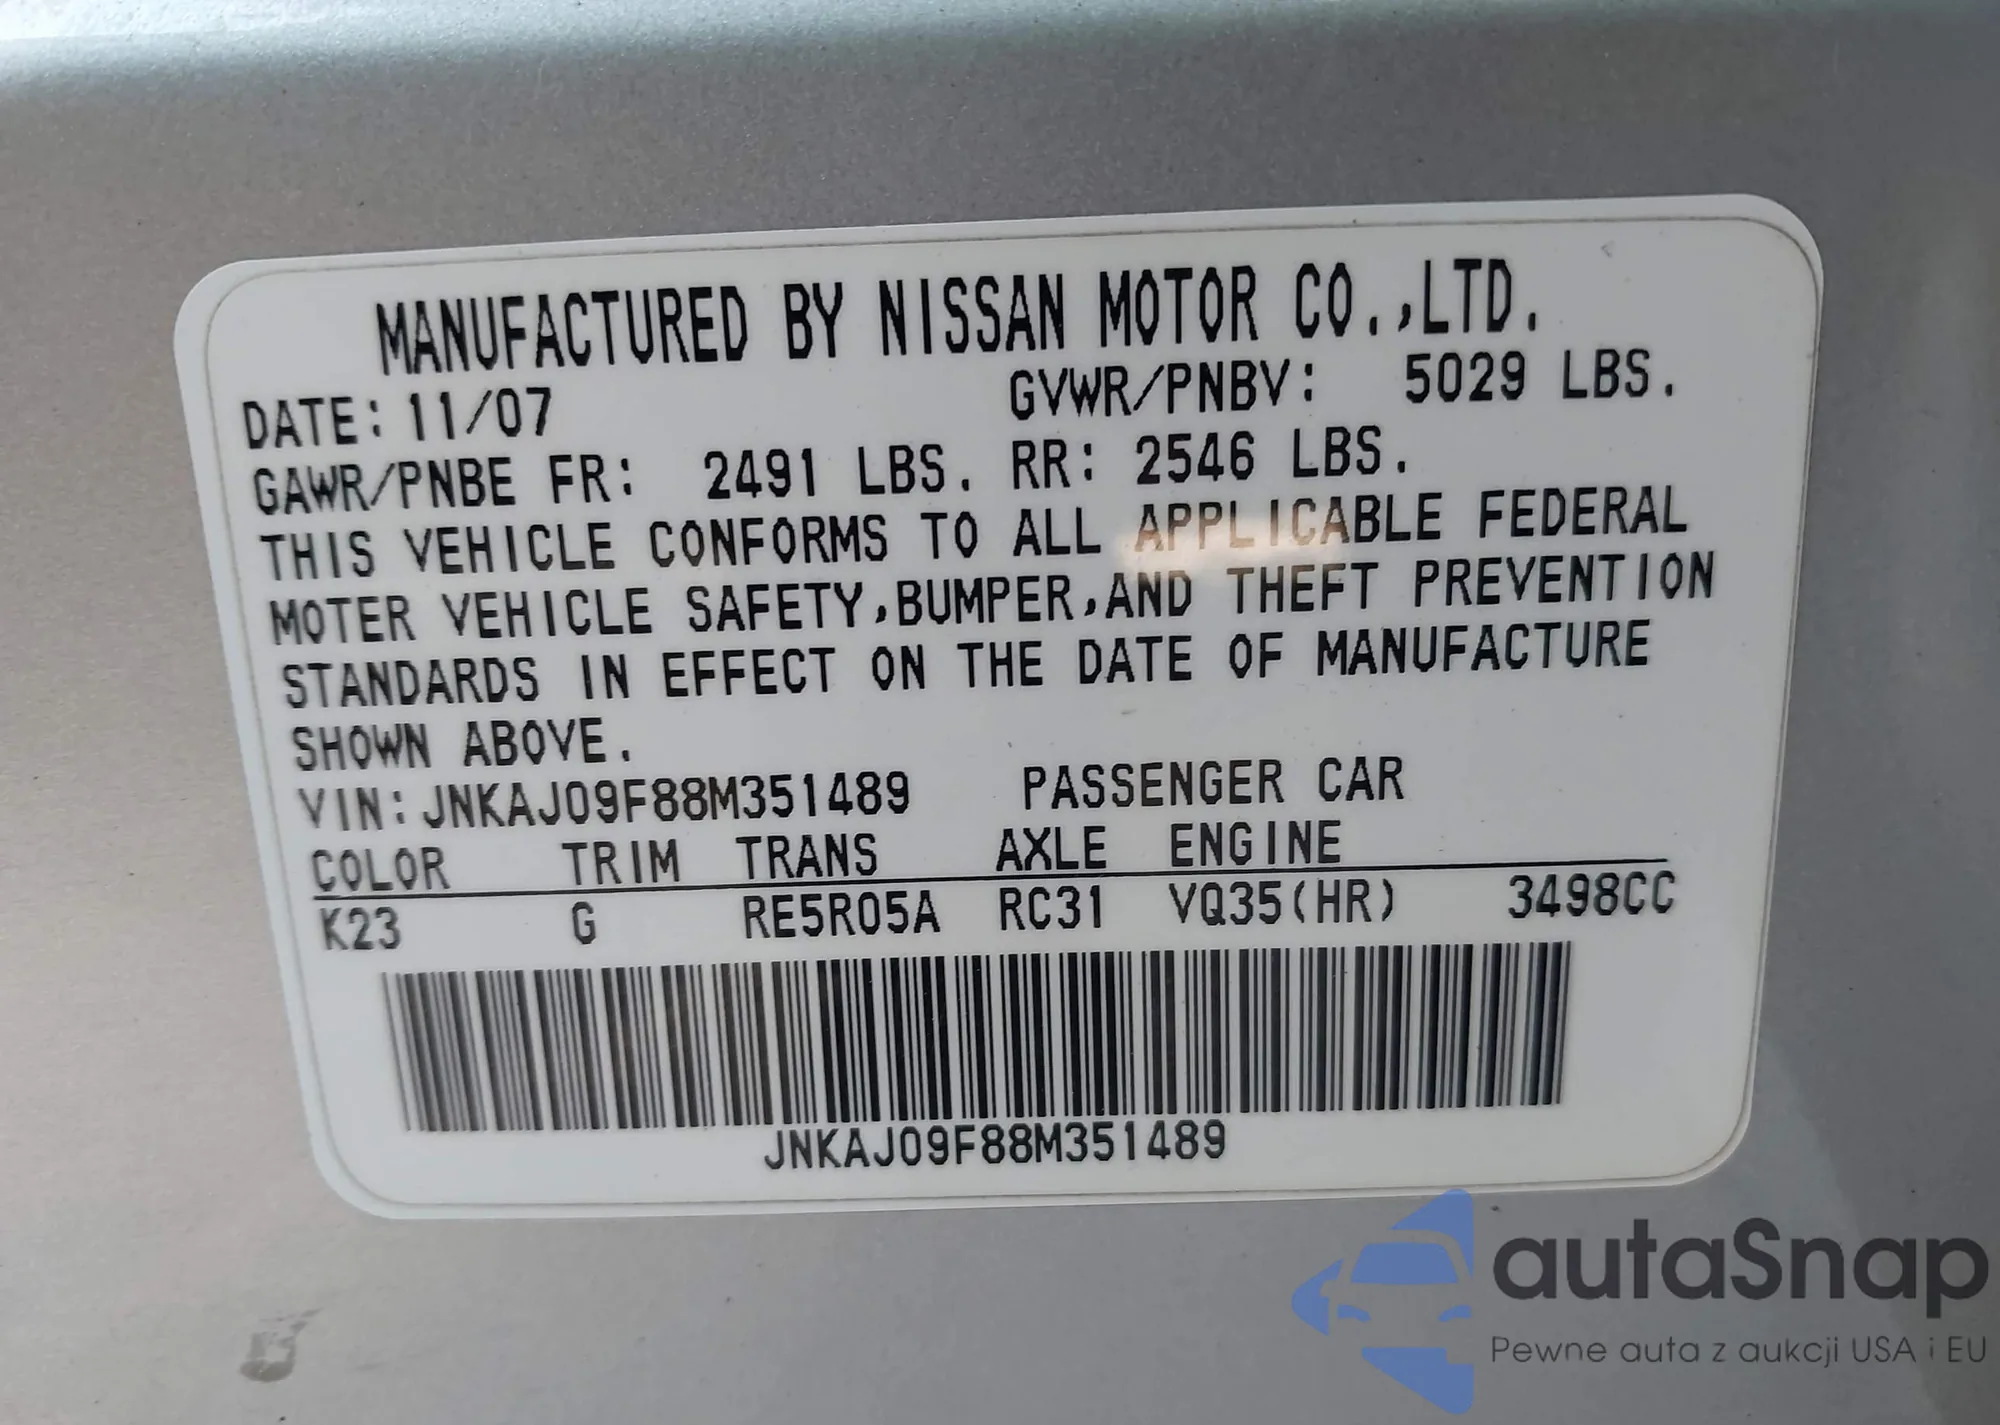 MANUFACTURED BY NISSAN MOTOR CO.,LTD.
DATE: 11/07 GVWR/PNBV: 5029 LBS.
GAWR/PNBE FR: 2491 LBS. RR: 2546 LBS.
THIS VEHICLE CONFORMS TO ALL APPLICABLE FEDERAL
MOTER VEHICLE SAFETY,BUMPER,AND THEFT PREVENTION
STANDARDS IN EFFECT ON THE DATE OF MANUFACTURE
SHOWN ABOVE.
VIN:JNKAJ09F88M351489 PASSENGER CAR
COLOR TRIM TRANS AXLE ENGINE
K23 G RE5R05A RC31 VQ35(HR) 3498CC
JNKAJ09F88M351489
autaSnap
Pewne auta z aukcji USA i EU